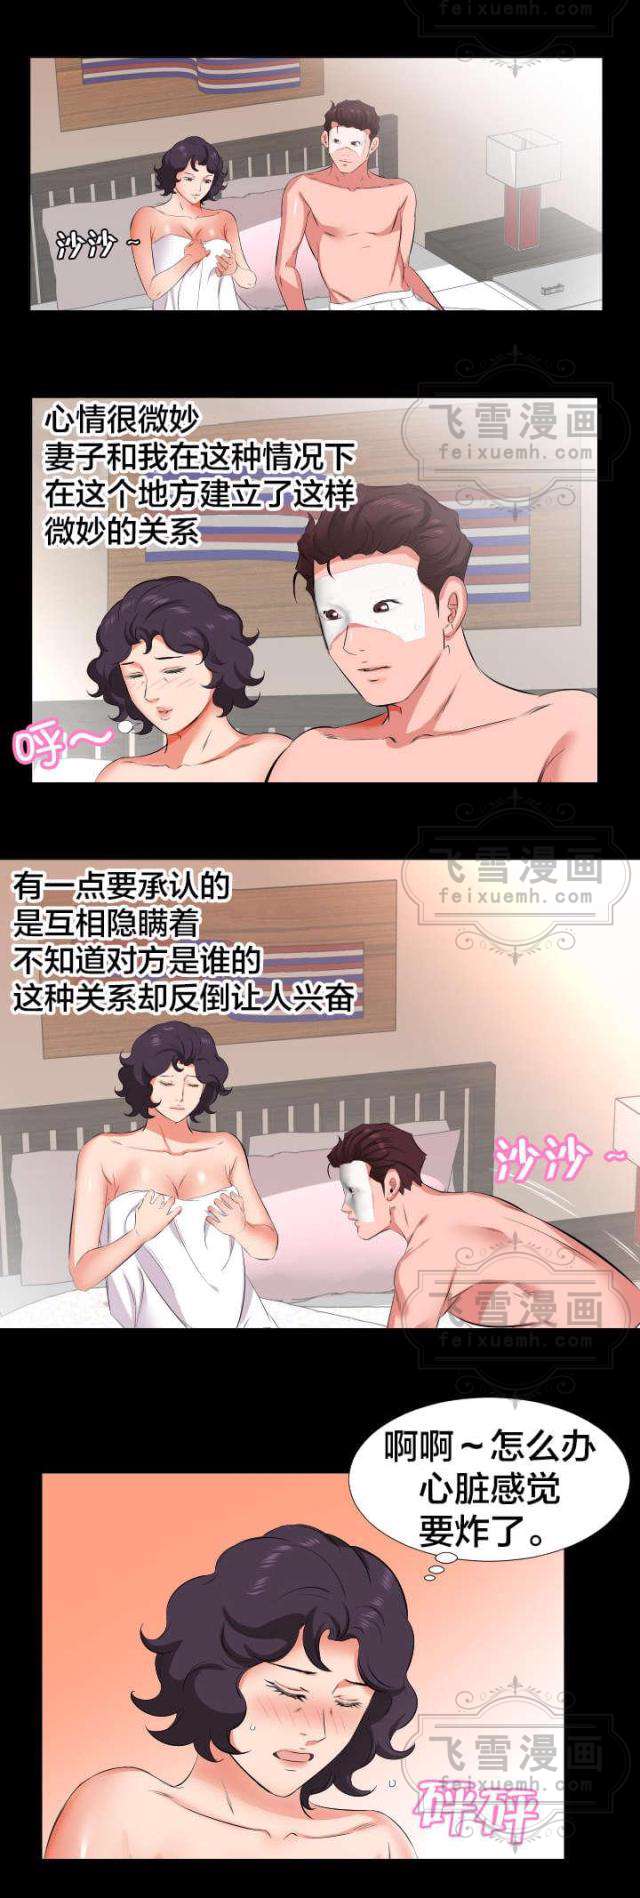 feixuemh.com
沙沙~
飞雪漫画
feixuemh.com
心情很微妙
妻子和我在这种情况下
在这个地方建立了这样
微妙的关系
呼~
飞雪漫画
feixuemh.com
有一点要承认的
是互相隐瞒着
不知道对方是谁的
这种关系却反倒让人兴奋
沙沙~
飞雪漫画
feixuemh.com
啊啊~怎么办
心脏感觉
要炸了。
飞雪漫画
feixuemh.com
砰砰